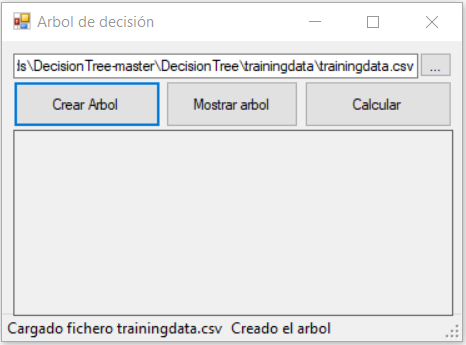 Arbol de decisión
ls\DecisionTree-master\DecisionTree\trainingdata\trainingdata.csv ...
Crear Arbol Mostrar arbol Calcular
Cargado fichero trainingdata.csv Creado el arbol